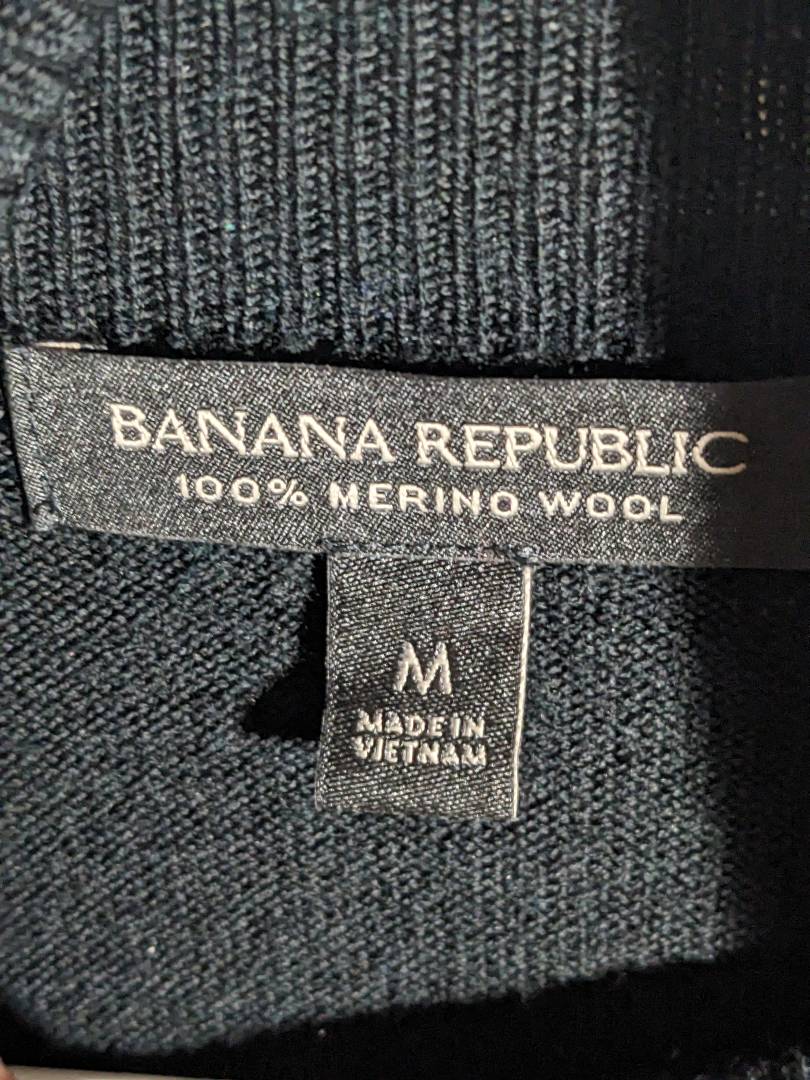 BANANA REPUBLIC
100% MERINO WOOL
M
MADE IN
VIETNAM